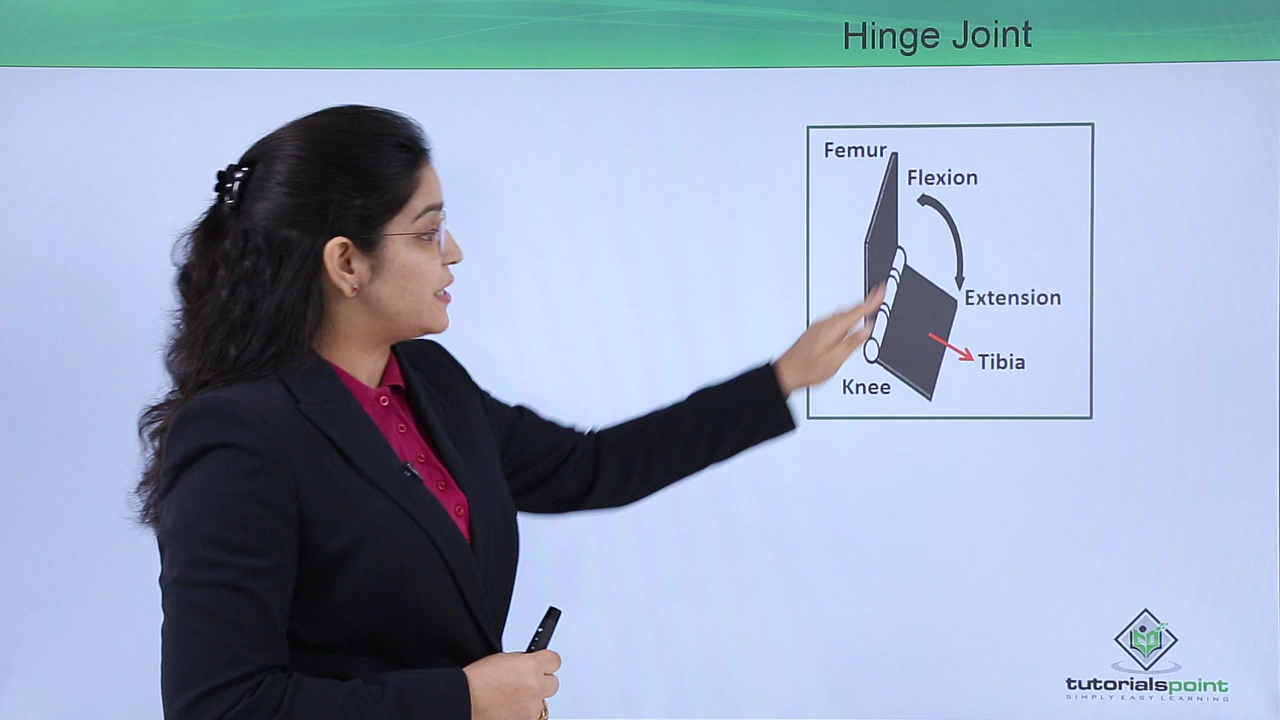 Hinge Joint
Femur
Flexion
Extension
Tibia
Knee
tutorialspoint
SIMPLY EASY LEARNING